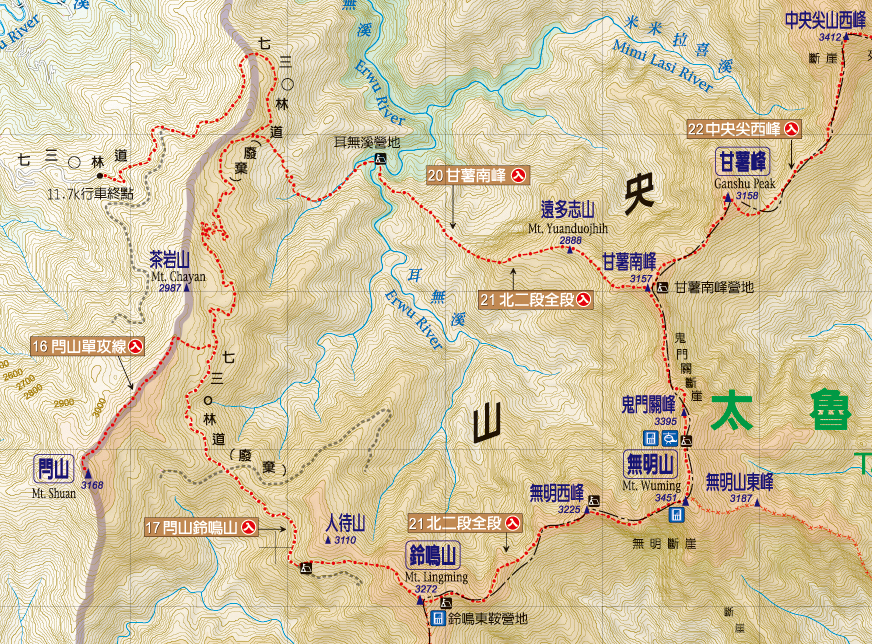 中央尖山西峰
3412
斷崖
無
溪
Erwu River
米米拉喜溪
Mimi Lasi River
七三〇林道
(廢棄)
七三〇林道
11.7k行車終點
耳無溪營地
22 中央尖西峰
甘薯峰
Ganshu Peak
3158
20 甘薯南峰
央
遠多志山
Mt. Yuanduojhih
2888
甘薯南峰
3157
甘薯南峰營地
茶岩山
Mt. Chayan
2987
耳無溪
Erwu River
21 北二段全段
16 閂山單攻線
鬼門關斷崖
七三〇林道(廢棄)
2600
2700
2800
2900
3000
鬼門關峰
3395
太魯
山
閂山
Mt. Shuan
3168
無明山
Mt. Wuming
3451
無明山東峰
3187
無明西峰
3225
17 閂山鈴鳴山
人待山
3110
21 北二段全段
無明斷崖
鈴鳴山
Mt. Lingming
3272
鈴鳴東鞍營地
斷崖